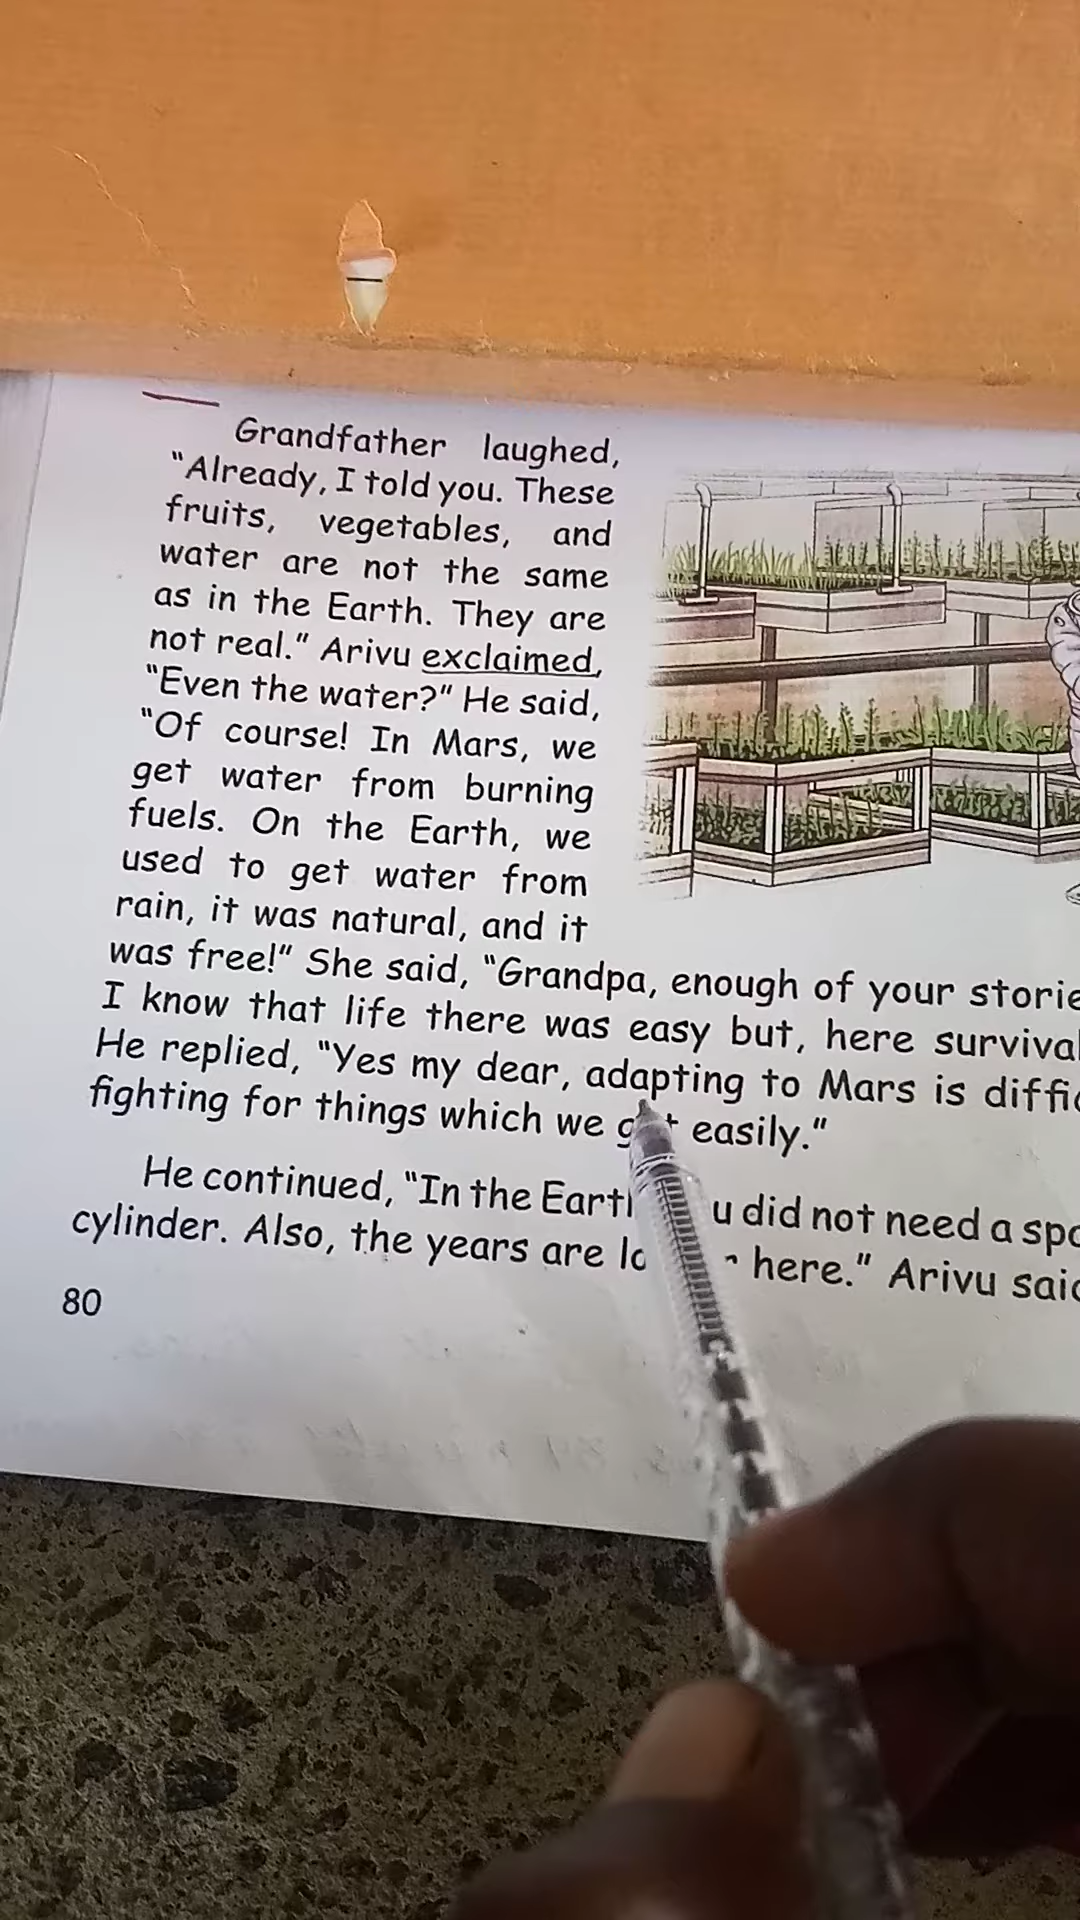 Grandfather laughed,
"Already, I told you. These
fruits, vegetables, and
water are not the same
as in the Earth. They are
not real." Arivu exclaimed,
"Even the water?" He said,
"Of course! In Mars, we
get water from burning
fuels. On the Earth, we
used to get water from
rain, it was natural, and it
was free!" She said, "Grandpa, enough of your
I know that life there was easy but, here
He replied, "Yes my dear, adapting to Mars is
fighting for things which we easily."
He continued, "In the did not need a
cylinder. Also, the years are here." Arivu
80